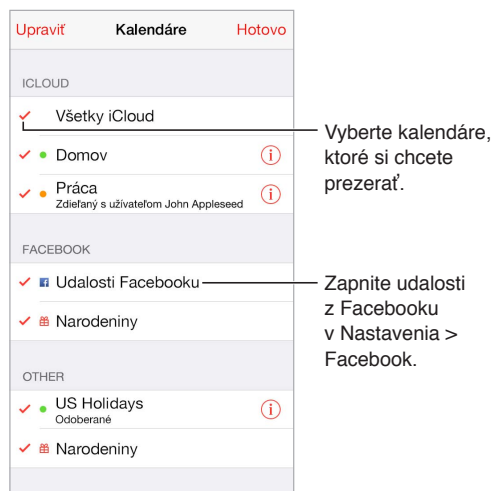 Upraviť Kalendáre Hotovo
ICLOUD
Všetky iCloud
Domov
Práca
Zdieľaný s užívateľom John Appleseed
FACEBOOK
Udalosti Facebooku
Narodeniny
OTHER
US Holidays
Odoberané
Narodeniny
Vyberte kalendáre,
ktoré si chcete
prezerať.
Zapnite udalosti
z Facebooku
v Nastavenia >
Facebook.